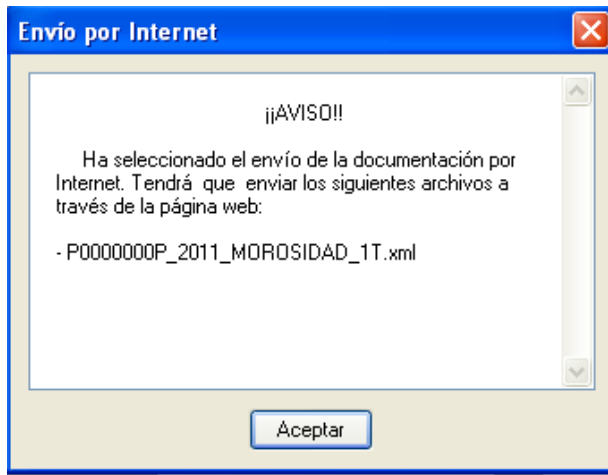 Envío por Internet
¡¡AVISO!!
Ha seleccionado el envío de la documentación por
Internet. Tendrá que enviar los siguientes archivos a
través de la página web:
- P0000000P_2011_MOROSIDAD_1T.xml
Aceptar